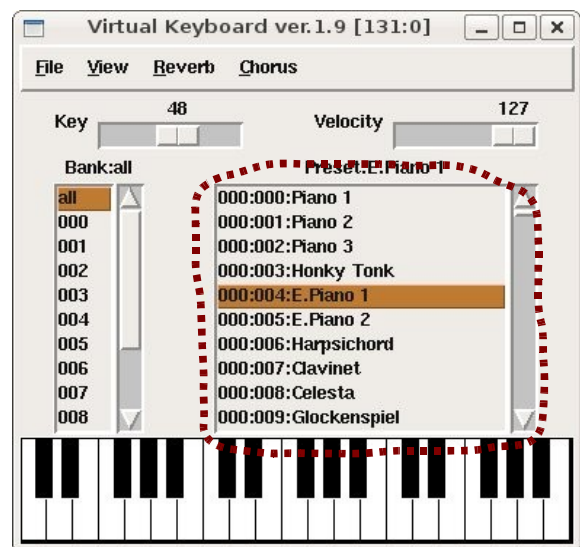 Virtual Keyboard ver.1.9 [131:0]
File View Reverb Chorus
Key 48 Velocity 127
Bank:all Preset:E.Piano 1
all
000
001
002
003
004
005
006
007
008
000:000:Piano 1
000:001:Piano 2
000:002:Piano 3
000:003:Honky Tonk
000:004:E.Piano 1
000:005:E.Piano 2
000:006:Harpsichord
000:007:Clavinet
000:008:Celesta
000:009:Glockenspiel